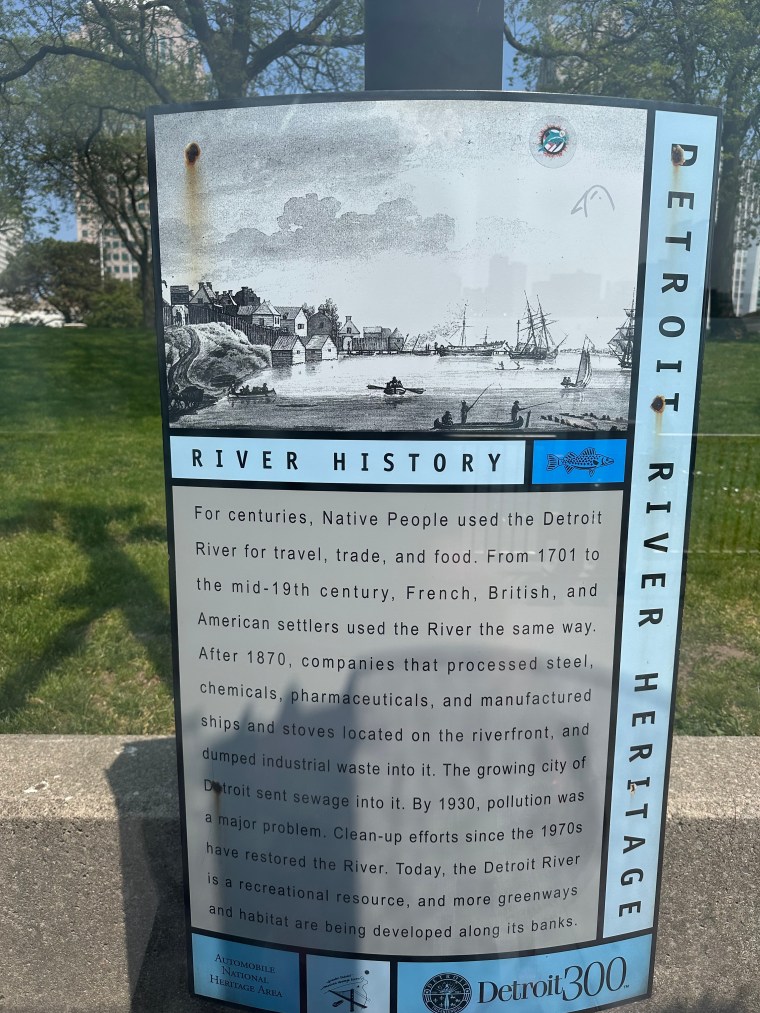 RIVER HISTORY
For centuries, Native People used the Detroit
River for travel, trade, and food. From 1701 to
the mid-19th century, French, British, and
American settlers used the River the same way.
After 1870, companies that processed steel,
chemicals, pharmaceuticals, and manufactured
ships and stoves located on the riverfront, and
dumped industrial waste into it. The growing city of
Detroit sent sewage into it. By 1930, pollution was
a major problem. Clean-up efforts since the 1970s
have restored the River. Today, the Detroit River
is a recreational resource, and more greenways
and habitat are being developed along its banks.
DETROIT RIVER HERITAGE
AUTOMOBILE
NATIONAL
HERITAGE AREA
Detroit300